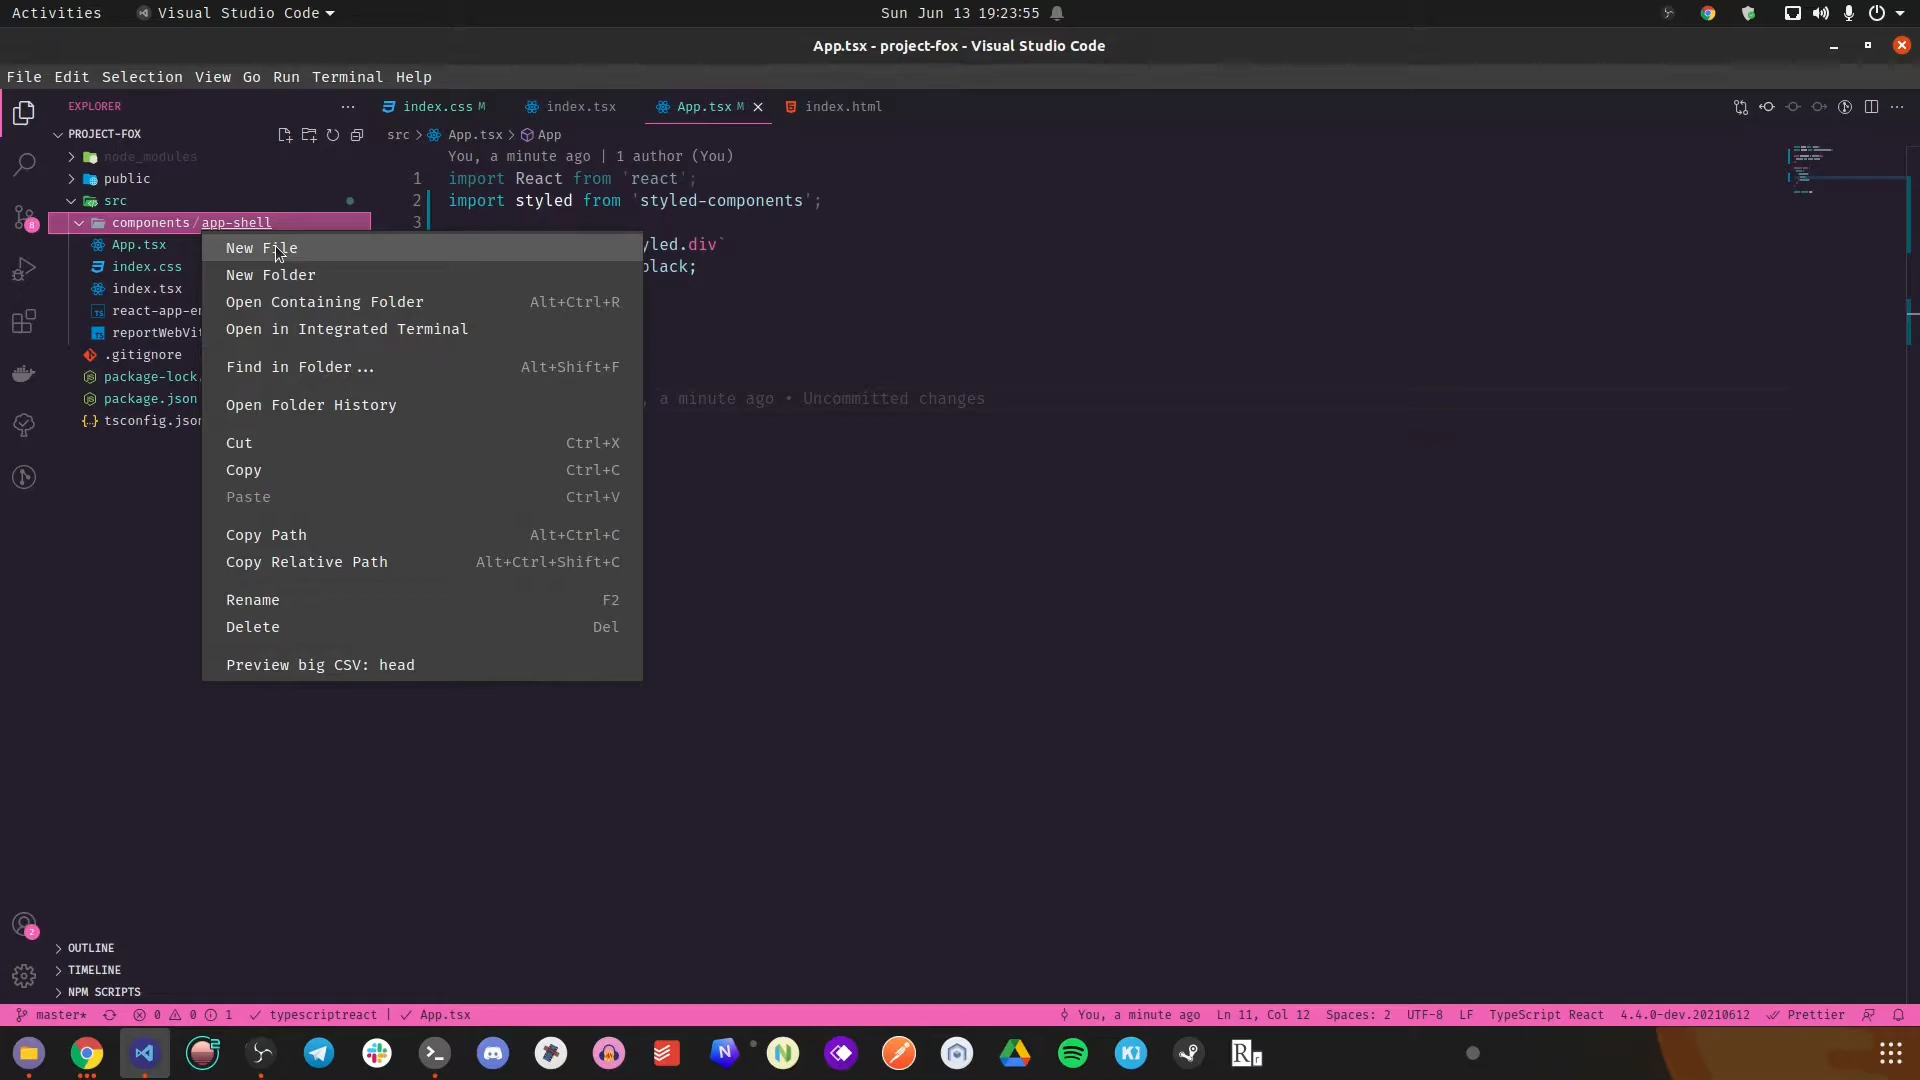 Activities
Visual Studio Code
Sun Jun 13 19:23:55
App.tsx - project-fox - Visual Studio Code
File Edit Selection View Go Run Terminal Help
EXPLORER
index.css M
index.tsx
App.tsx M
index.html
PROJECT-FOX
src > App.tsx > App
node_modules
public
src
components/app-shell
App.tsx
index.css
index.tsx
.gitignore
package-lock.
package.json
tsconfig.json
You, a minute ago | 1 author (You)
1 import React from 'react';
2 import styled from 'styled-components';
3
yled.div`
black;
, a minute ago • Uncommitted changes
New File
New Folder
Open Containing Folder Alt+Ctrl+R
Open in Integrated Terminal
Find in Folder... Alt+Shift+F
Open Folder History
Cut Ctrl+X
Copy Ctrl+C
Paste Ctrl+V
Copy Path Alt+Ctrl+C
Copy Relative Path Alt+Ctrl+Shift+C
Rename F2
Delete Del
Preview big CSV: head
8
2
OUTLINE
TIMELINE
NPM SCRIPTS
master* 0 0 1 typescriptreact | App.tsx
You, a minute ago Ln 11, Col 12 Spaces: 2 UTF-8 LF TypeScript React 4.4.0-dev.20210612 Prettier